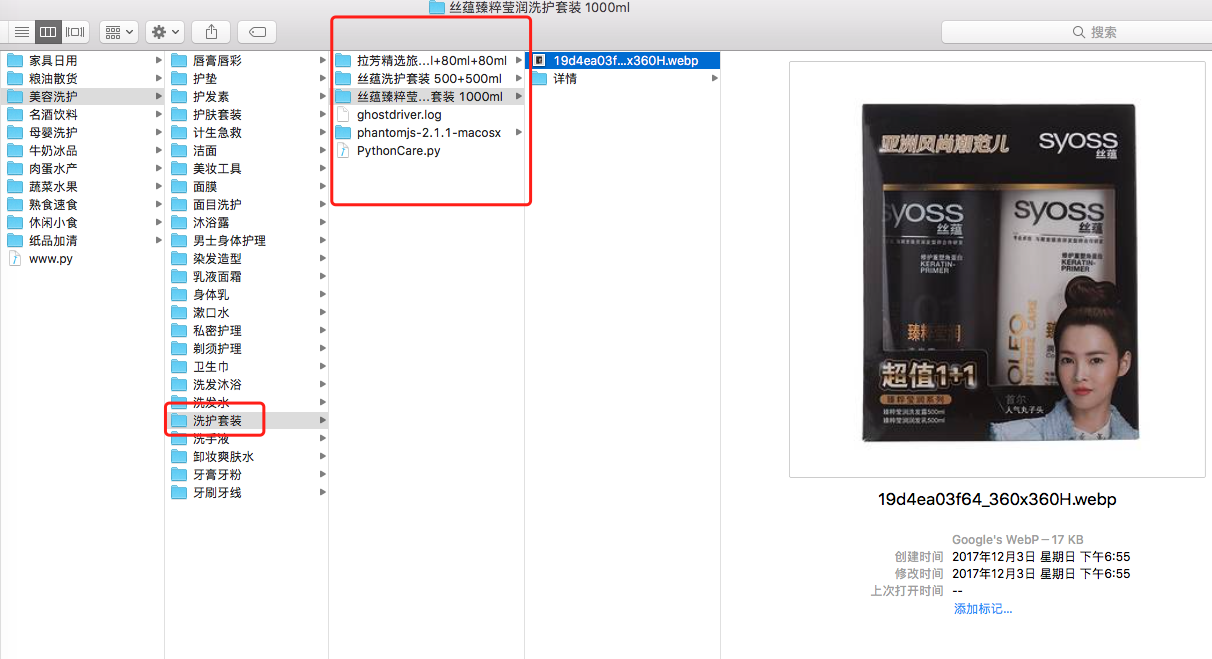 丝蕴臻粹莹润洗护套装 1000ml
搜索
家具日用
粮油散货
美容洗护
名酒饮料
母婴洗护
牛奶冰品
肉蛋水产
蔬菜水果
熟食速食
休闲小食
纸品加清
www.py
唇膏唇彩
护垫
护发素
护肤套装
计生急救
洁面
美妆工具
面膜
面目洗护
沐浴露
男士身体护理
染发造型
乳液面霜
身体乳
漱口水
私密护理
剃须护理
卫生巾
洗发沐浴
洗发水
洗护套装
洗手液
卸妆爽肤水
牙膏牙粉
牙刷牙线
拉芳精选旅...l+80ml+80ml
丝蕴洗护套装 500+500ml
丝蕴臻粹莹...套装 1000ml
ghostdriver.log
phantomjs-2.1.1-macosx
PythonCare.py
19d4ea03f...x360H.webp
详情
亚洲风尚潮范儿
syoss
丝蕴
syoss
丝蕴
修护重塑角蛋白
KERATIN-
PRIMER
臻粹莹润
syoss
丝蕴
修护重塑角蛋白
KERATIN-
PRIMER
OLEO
INTENSE CARE
超值1+1
臻粹莹润系列
臻粹莹润洗发露500ml
臻粹莹润润发乳500ml
首尔
人气丸子头
19d4ea03f64_360x360H.webp
Google's WebP – 17 KB
创建时间 2017年12月3日 星期日 下午6:55
修改时间 2017年12月3日 星期日 下午6:55
上次打开时间 --
添加标记...